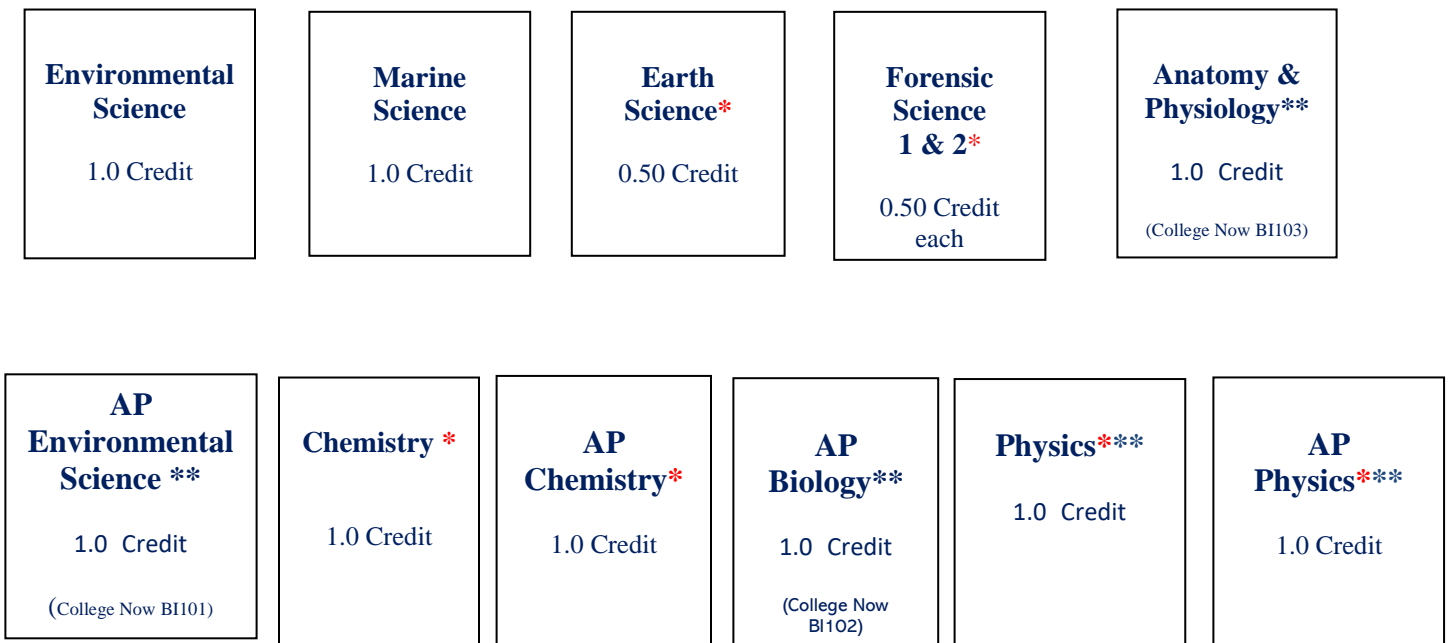 Environmental
Science
1.0 Credit
Marine
Science
1.0 Credit
Earth
Science*
0.50 Credit
Forensic
Science
1 & 2*
0.50 Credit
each
Anatomy &
Physiology**
1.0 Credit
(College Now BI103)
AP
Environmental
Science **
1.0 Credit
(College Now BI101)
Chemistry *
1.0 Credit
AP
Chemistry*
1.0 Credit
AP
Biology**
1.0 Credit
(College Now
BI102)
Physics***
1.0 Credit
AP
Physics***
1.0 Credit